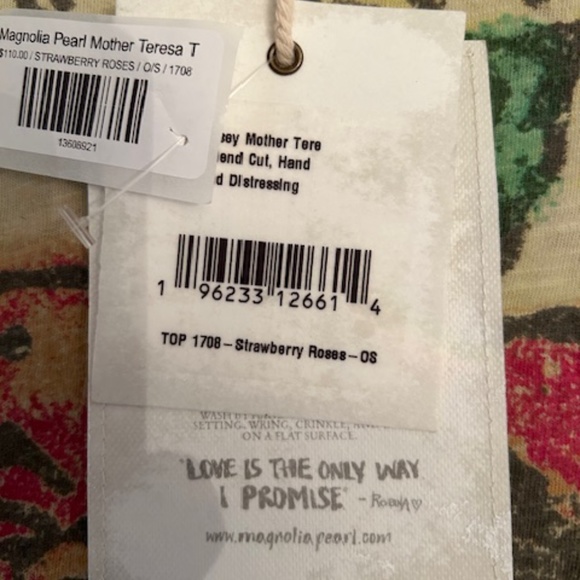 Magnolia Pearl Mother Teresa T
$110.00 / STRAWBERRY ROSES / O/S / 1708
13608921
Mother Tere
Cut, Hand
Distressing
1 96233 12661 4
TOP 1708-Strawberry Roses-OS
SETTING. WRING, CRINKLE,
ON A FLAT SURFACE.
"LOVE IS THE ONLY WAY
I PROMISE" -
www.magnoliapearl.com